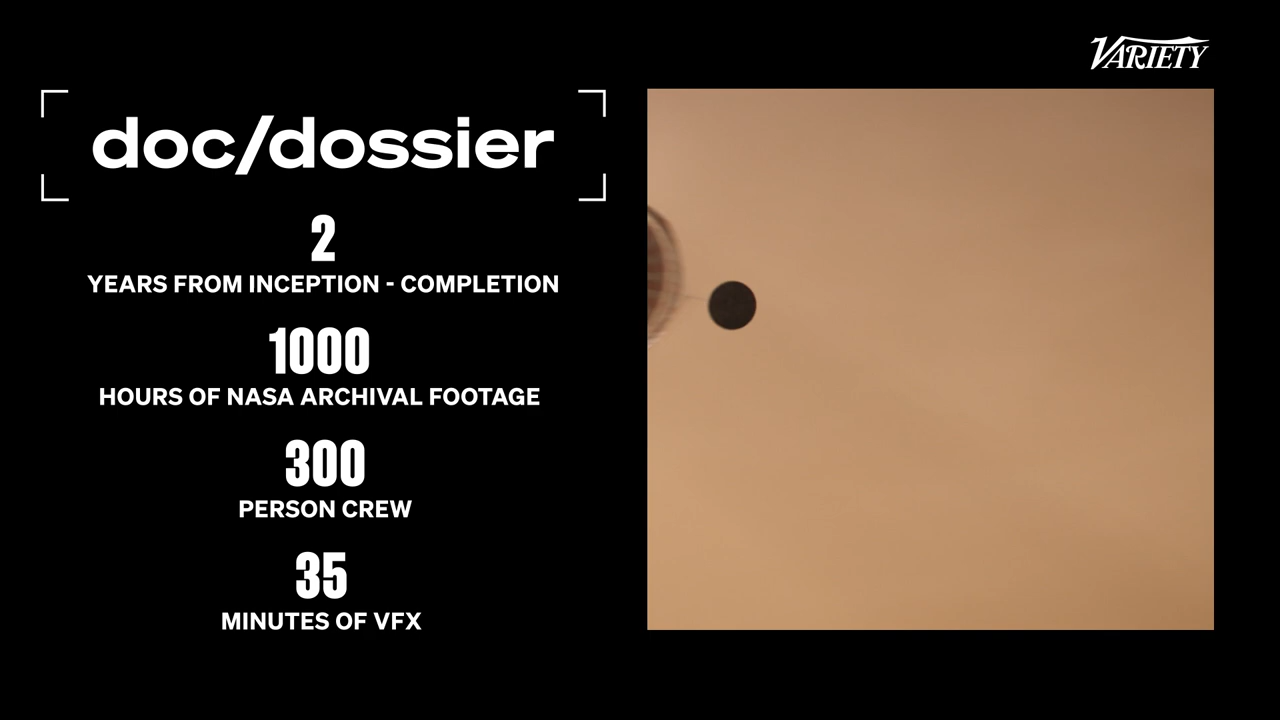 VARIETY
doc/dossier
2
YEARS FROM INCEPTION - COMPLETION
1000
HOURS OF NASA ARCHIVAL FOOTAGE
300
PERSON CREW
35
MINUTES OF VFX